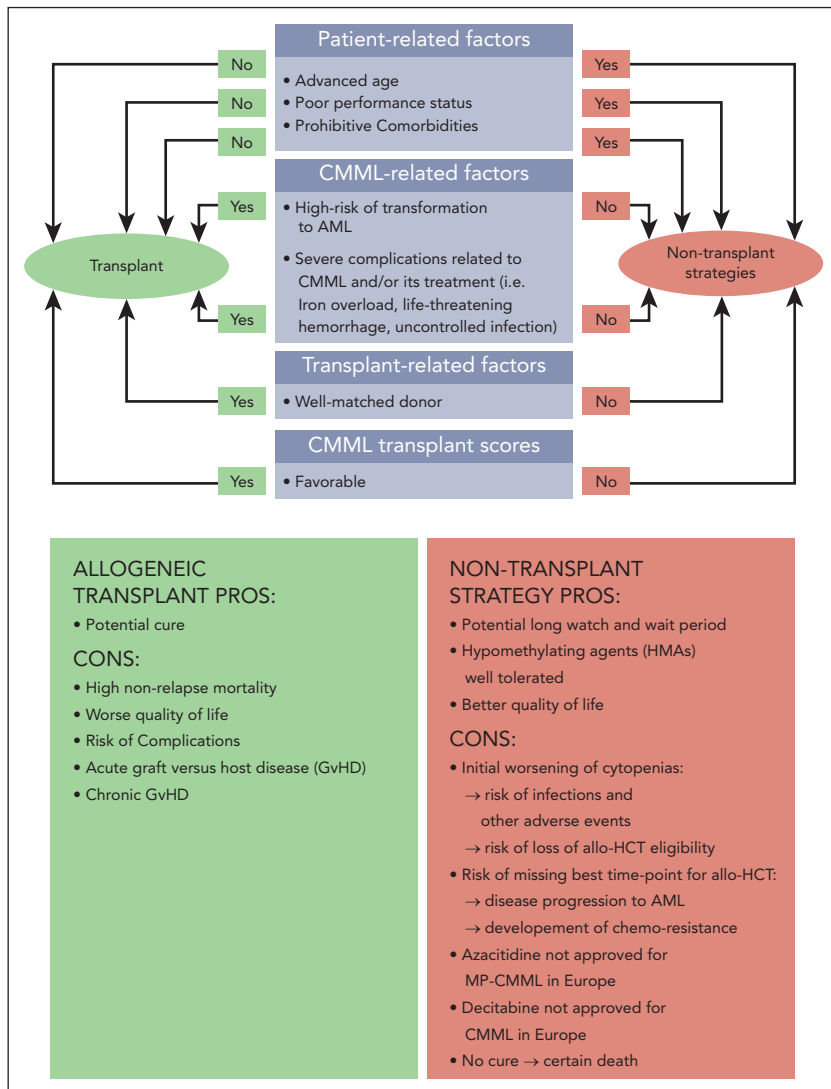 Patient-related factors
No
Yes
• Advanced age
No
• Poor performance status
Yes
• Prohibitive Comorbidities
No
Yes
CMML-related factors
Yes
• High-risk of transformation
to AML
No
Transplant
• Severe complications related to
CMML and/or its treatment (i.e.
Iron overload, life-threatening
hemorrhage, uncontrolled infection)
Non-transplant
strategies
Yes
No
Transplant-related factors
Yes
• Well-matched donor
No
CMML transplant scores
Yes
• Favorable
No
ALLOGENEIC
TRANSPLANT PROS:
• Potential cure
CONS:
• High non-relapse mortality
• Worse quality of life
• Risk of Complications
• Acute graft versus host disease (GvHD)
• Chronic GvHD
NON-TRANSPLANT
STRATEGY PROS:
• Potential long watch and wait period
• Hypomethylating agents (HMAs)
well tolerated
• Better quality of life
CONS:
• Initial worsening of cytopenias:
→ risk of infections and
other adverse events
→ risk of loss of allo-HCT eligibility
• Risk of missing best time-point for allo-HCT:
→ disease progression to AML
→ developement of chemo-resistance
• Azacitidine not approved for
MP-CMML in Europe
• Decitabine not approved for
CMML in Europe
• No cure → certain death